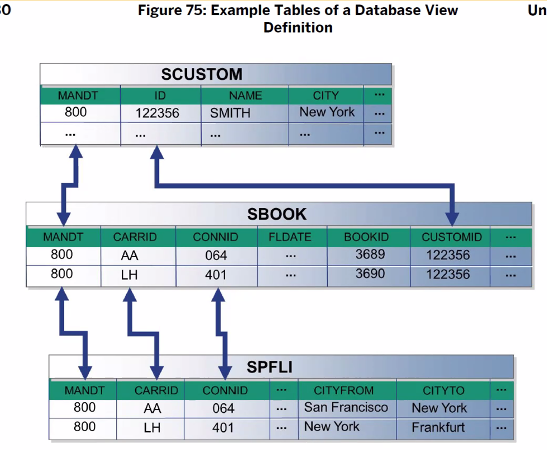 30 Figure 75: Example Tables of a Database View Un
Definition
SCUSTOM
MANDT ID NAME CITY ...
800 122356 SMITH New York ...
... ... ... ... ...
SBOOK
MANDT CARRID CONNID FLDATE BOOKID CUSTOMID ...
800 AA 064 ... 3689 122356 ...
800 LH 401 ... 3690 122356 ...
SPFLI
MANDT CARRID CONNID ... CITYFROM CITYTO ...
800 AA 064 ... San Francisco New York ...
800 LH 401 ... New York Frankfurt ...